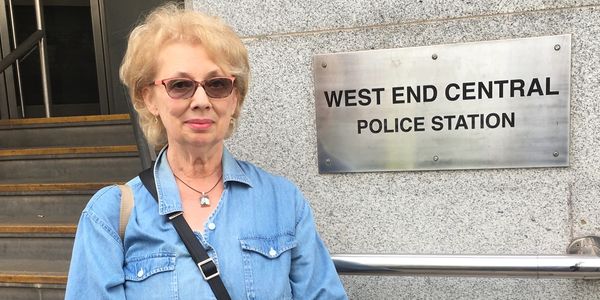 WEST END CENTRAL
POLICE STATION